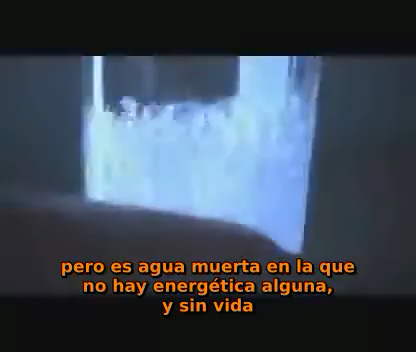 pero es agua muerta en la que
no hay energética alguna,
y sin vida